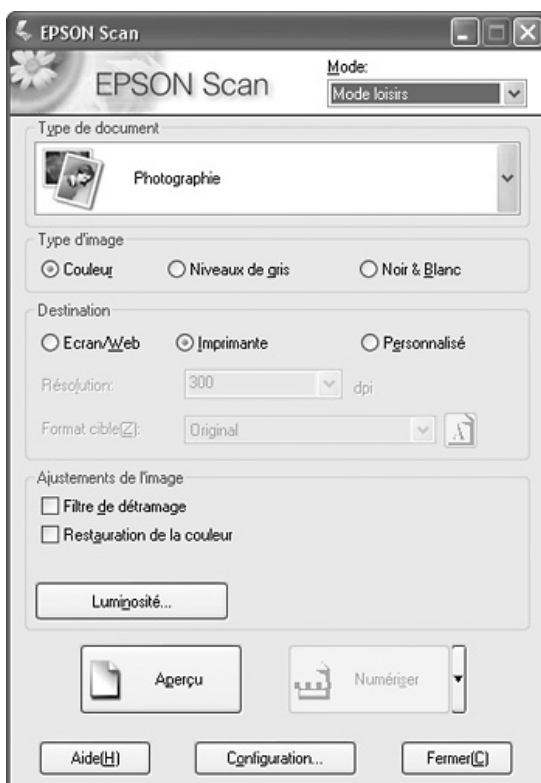 EPSON Scan
EPSON Scan
Mode:
Mode loisirs
Type de document
Photographie
Type d'image
Couleur Niveaux de gris Noir & Blanc
Destination
Ecran/Web Imprimante Personnalisé
Résolution: 300 dpi
Format cible(Z): Original A
Ajustements de l'image
Filtre de détramage
Restauration de la couleur
Luminosité...
Aperçu Numériser
Aide(H) Configuration... Fermer(C)